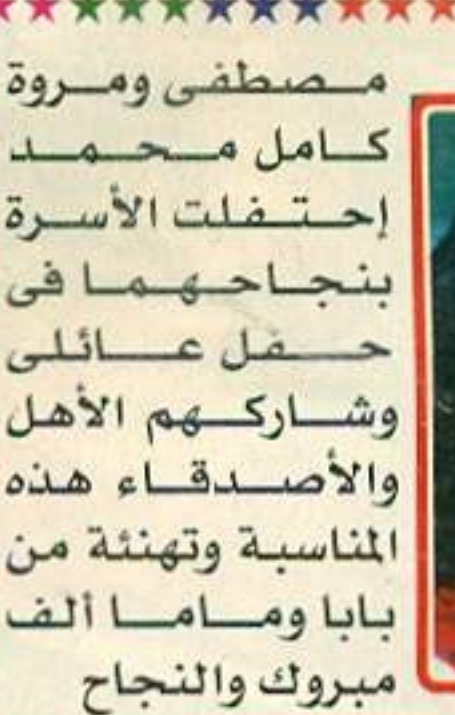 مصطفى ومروة
كامل محمد
إحتفلت الأسرة
بنجاحهما فى
حفل عائلى
وشاركهم الأهل
والأصدقاء هذه
المناسبة وتهنئة من
بابا وماما ألف
مبروك والنجاح